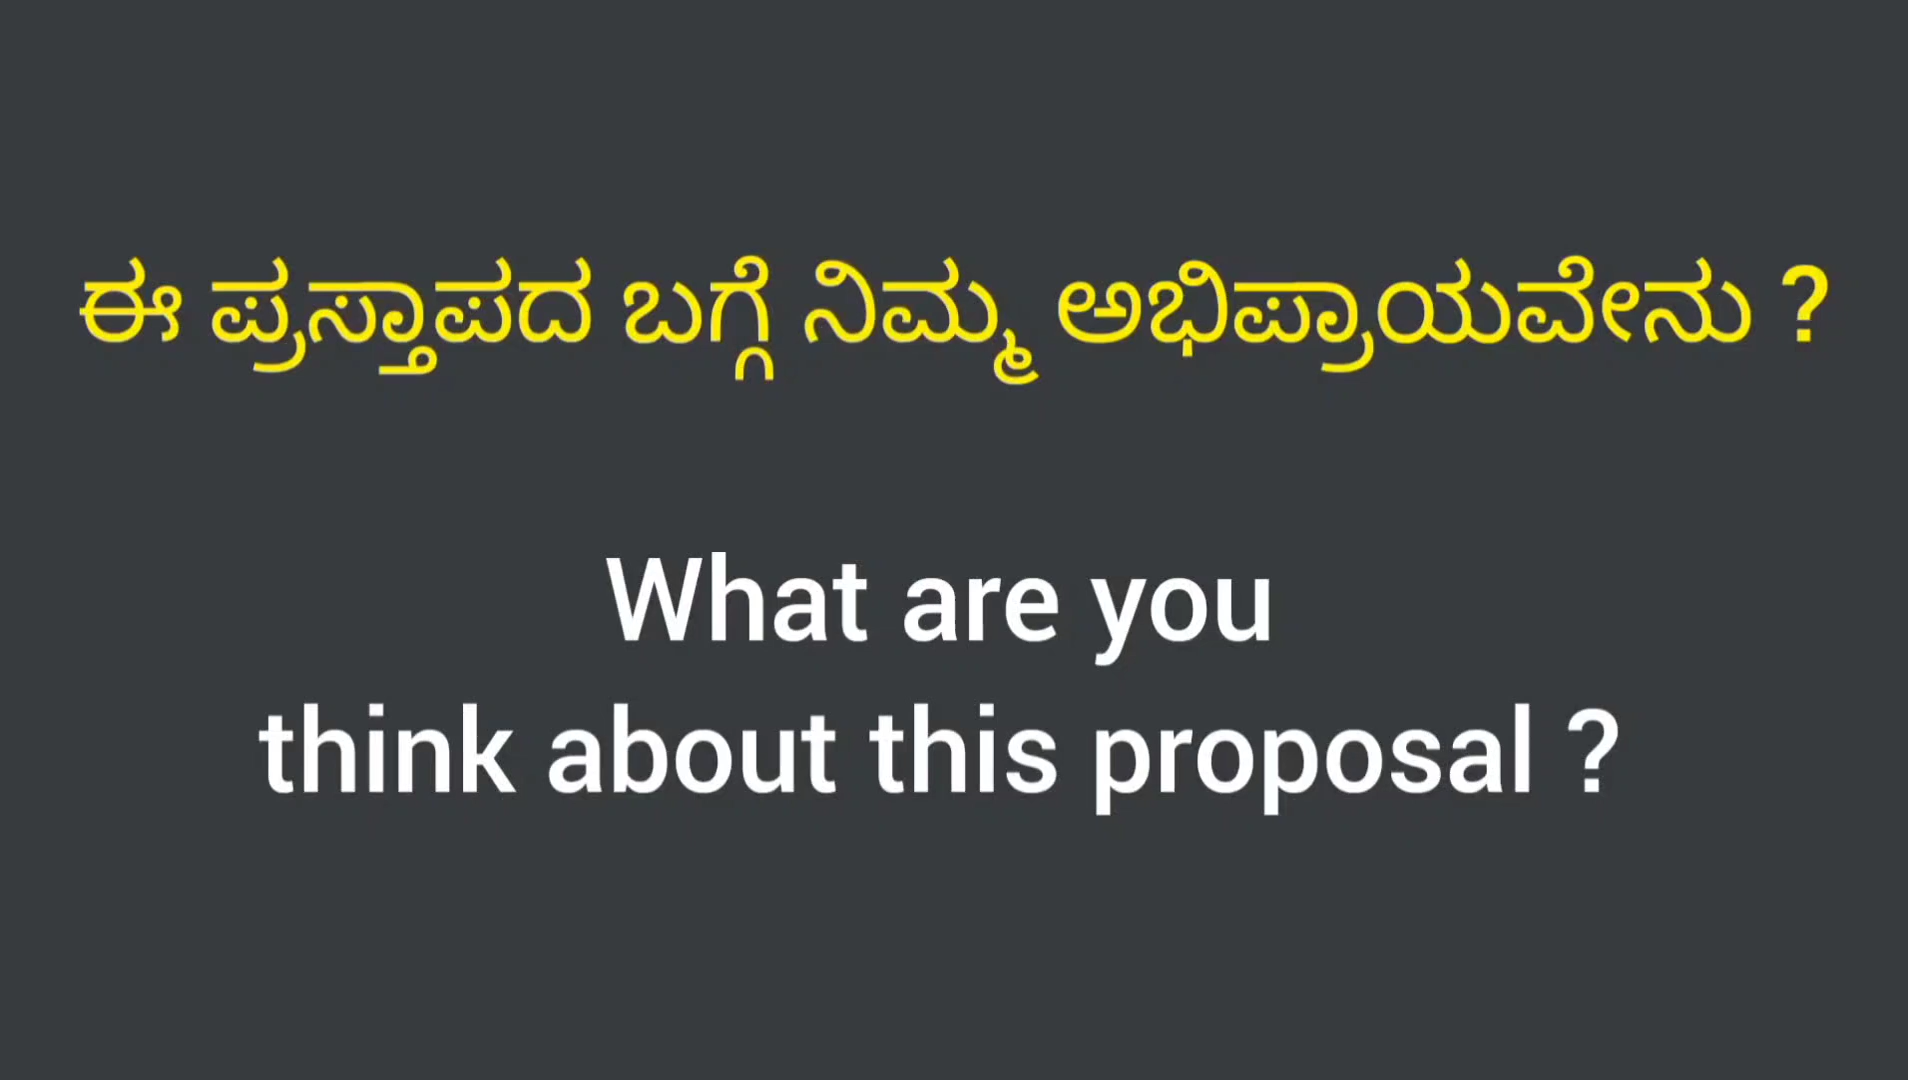 ಈ ಪ್ರಸ್ತಾಪದ ಬಗ್ಗೆ ನಿಮ್ಮ ಅಭಿಪ್ರಾಯವೇನು ?
What are you
think about this proposal ?